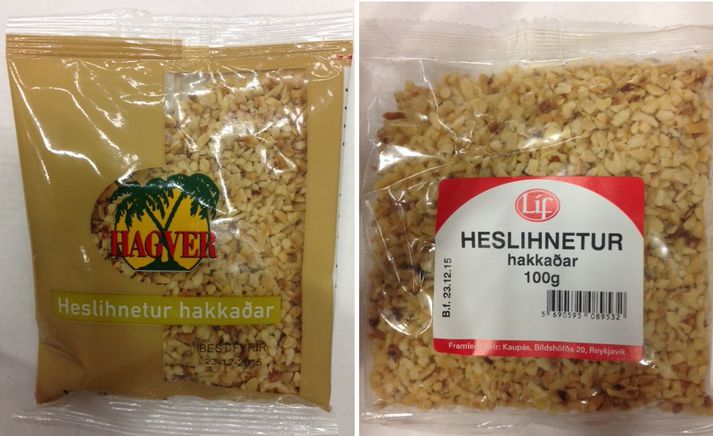 HAGVER
Heslihnetur hakkaðar
BEST FYRIR
23-12-2015
Líf
HESLIHNETUR
hakkaðar
100g
B.f. 23.12.15
5 690595 089532
Kaupás, Bíldshöfða 20, Reykjavík